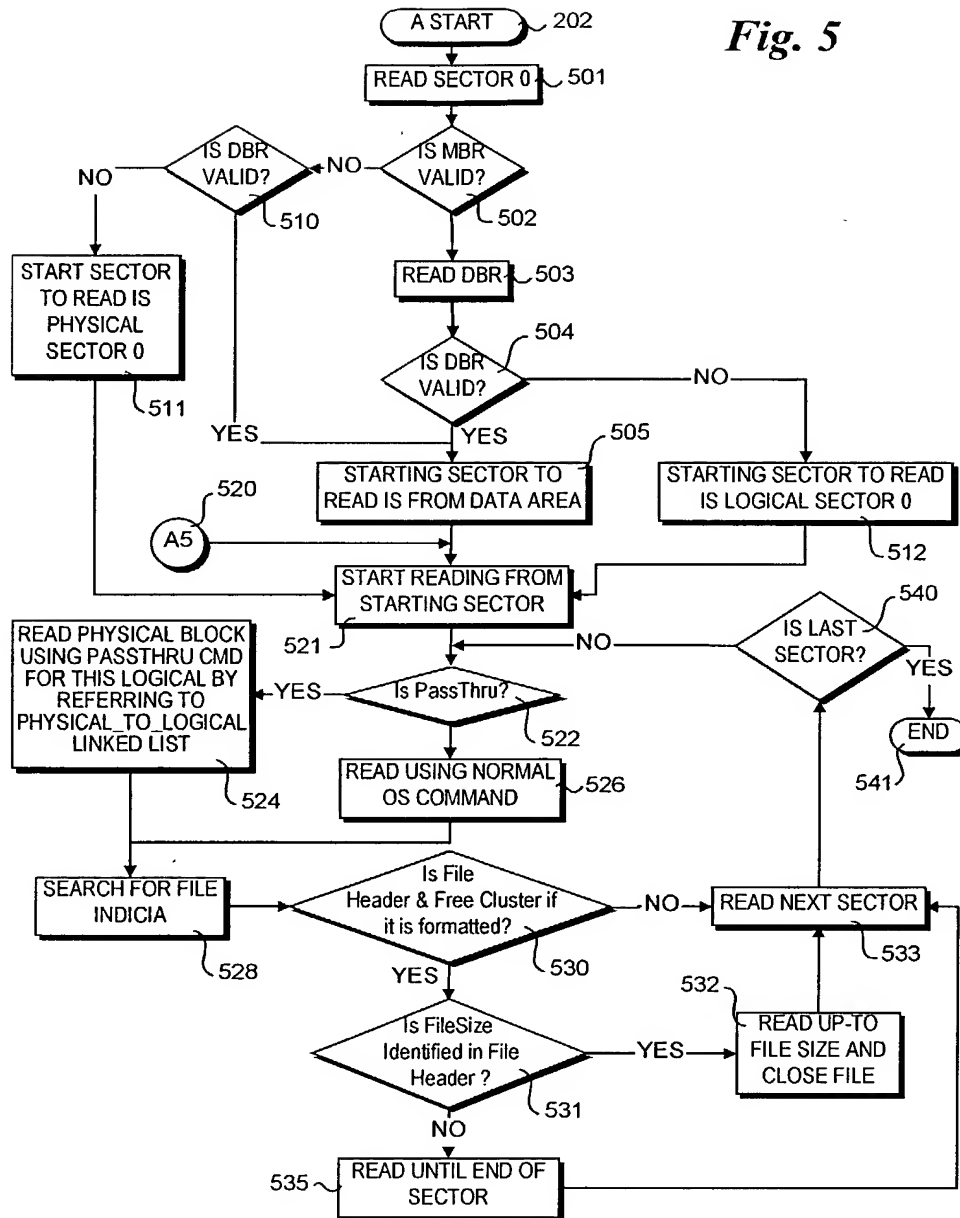 Fig. 5
A START
202
READ SECTOR 0
501
IS DBR
VALID?
510
NO
IS MBR
VALID?
502
NO
START SECTOR
TO READ IS
PHYSICAL
SECTOR 0
511
READ DBR
503
IS DBR
VALID?
504
NO
YES
YES
STARTING SECTOR TO
READ IS FROM DATA AREA
505
STARTING SECTOR TO READ
IS LOGICAL SECTOR 0
512
520
A5
START READING FROM
STARTING SECTOR
521
IS LAST
SECTOR?
540
NO
YES
END
541
READ PHYSICAL BLOCK
USING PASSTHRU CMD
FOR THIS LOGICAL BY
REFERRING TO
PHYSICAL_TO_LOGICAL
LINKED LIST
524
YES
Is PassThru?
522
READ USING NORMAL
OS COMMAND
526
SEARCH FOR FILE
INDICIA
528
Is File
Header & Free Cluster if
it is formatted?
530
NO
READ NEXT SECTOR
533
YES
Is FileSize
Identified in File
Header ?
531
YES
532
READ UP-TO
FILE SIZE AND
CLOSE FILE
NO
535
READ UNTIL END OF
SECTOR